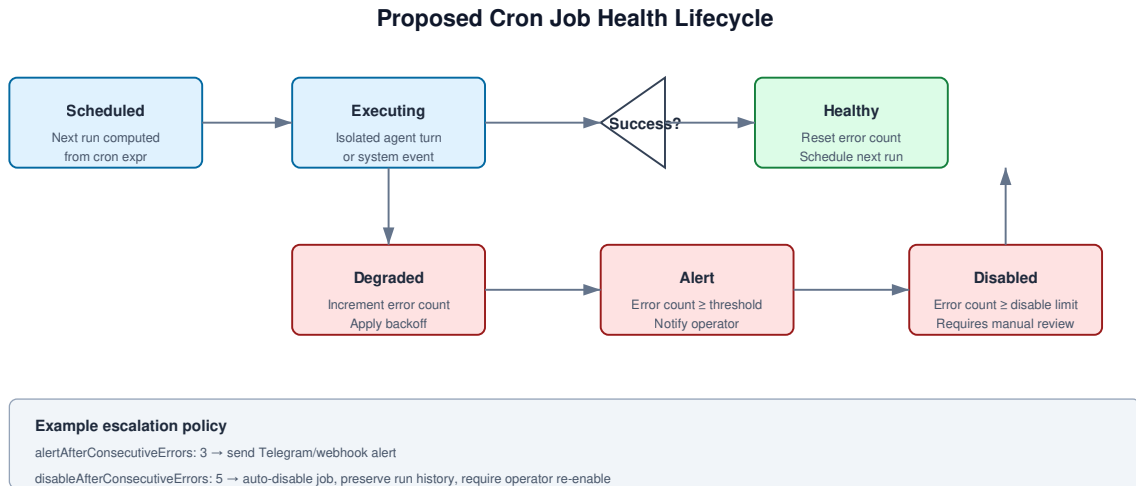 Proposed Cron Job Health Lifecycle
Scheduled
Next run computed
from cron expr
Executing
Isolated agent turn
or system event
Success?
Healthy
Reset error count
Schedule next run
Degraded
Increment error count
Apply backoff
Alert
Error count ≥ threshold
Notify operator
Disabled
Error count ≥ disable limit
Requires manual review
Example escalation policy
alertAfterConsecutiveErrors: 3 → send Telegram/webhook alert
disableAfterConsecutiveErrors: 5 → auto-disable job, preserve run history, require operator re-enable